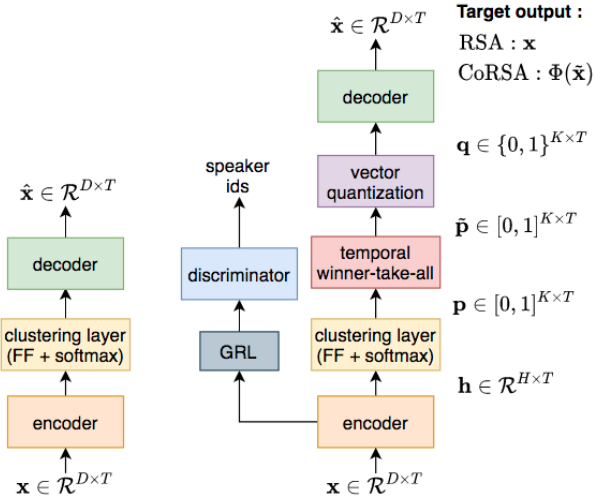 x̂ ∈ ℛ^{D×T}
decoder
clustering layer
(FF + softmax)
encoder
x ∈ ℛ^{D×T}
x̂ ∈ ℛ^{D×T}
decoder
vector
quantization
temporal
winner-take-all
clustering layer
(FF + softmax)
encoder
x ∈ ℛ^{D×T}
speaker
ids
discriminator
GRL
Target output :
RSA : x
CoRSA : Φ(x̃)
q ∈ {0, 1}^{K×T}
p̃ ∈ [0, 1]^{K×T}
p ∈ [0, 1]^{K×T}
h ∈ ℛ^{H×T}